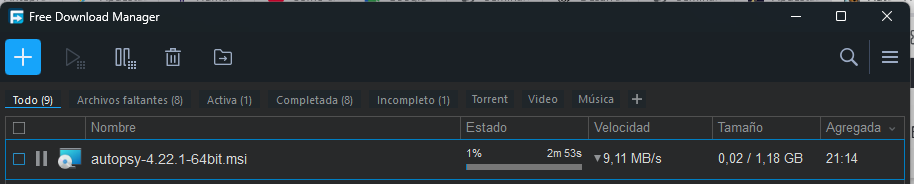 Free Download Manager
Todo (9) Archivos faltantes (8) Activa (1) Completada (8) Incompleto (1) Torrent Video Música +
Nombre Estado Velocidad Tamaño Agregada
autopsy-4.22.1-64bit.msi 1% 2m 53s 9,11 MB/s 0,02 / 1,18 GB 21:14